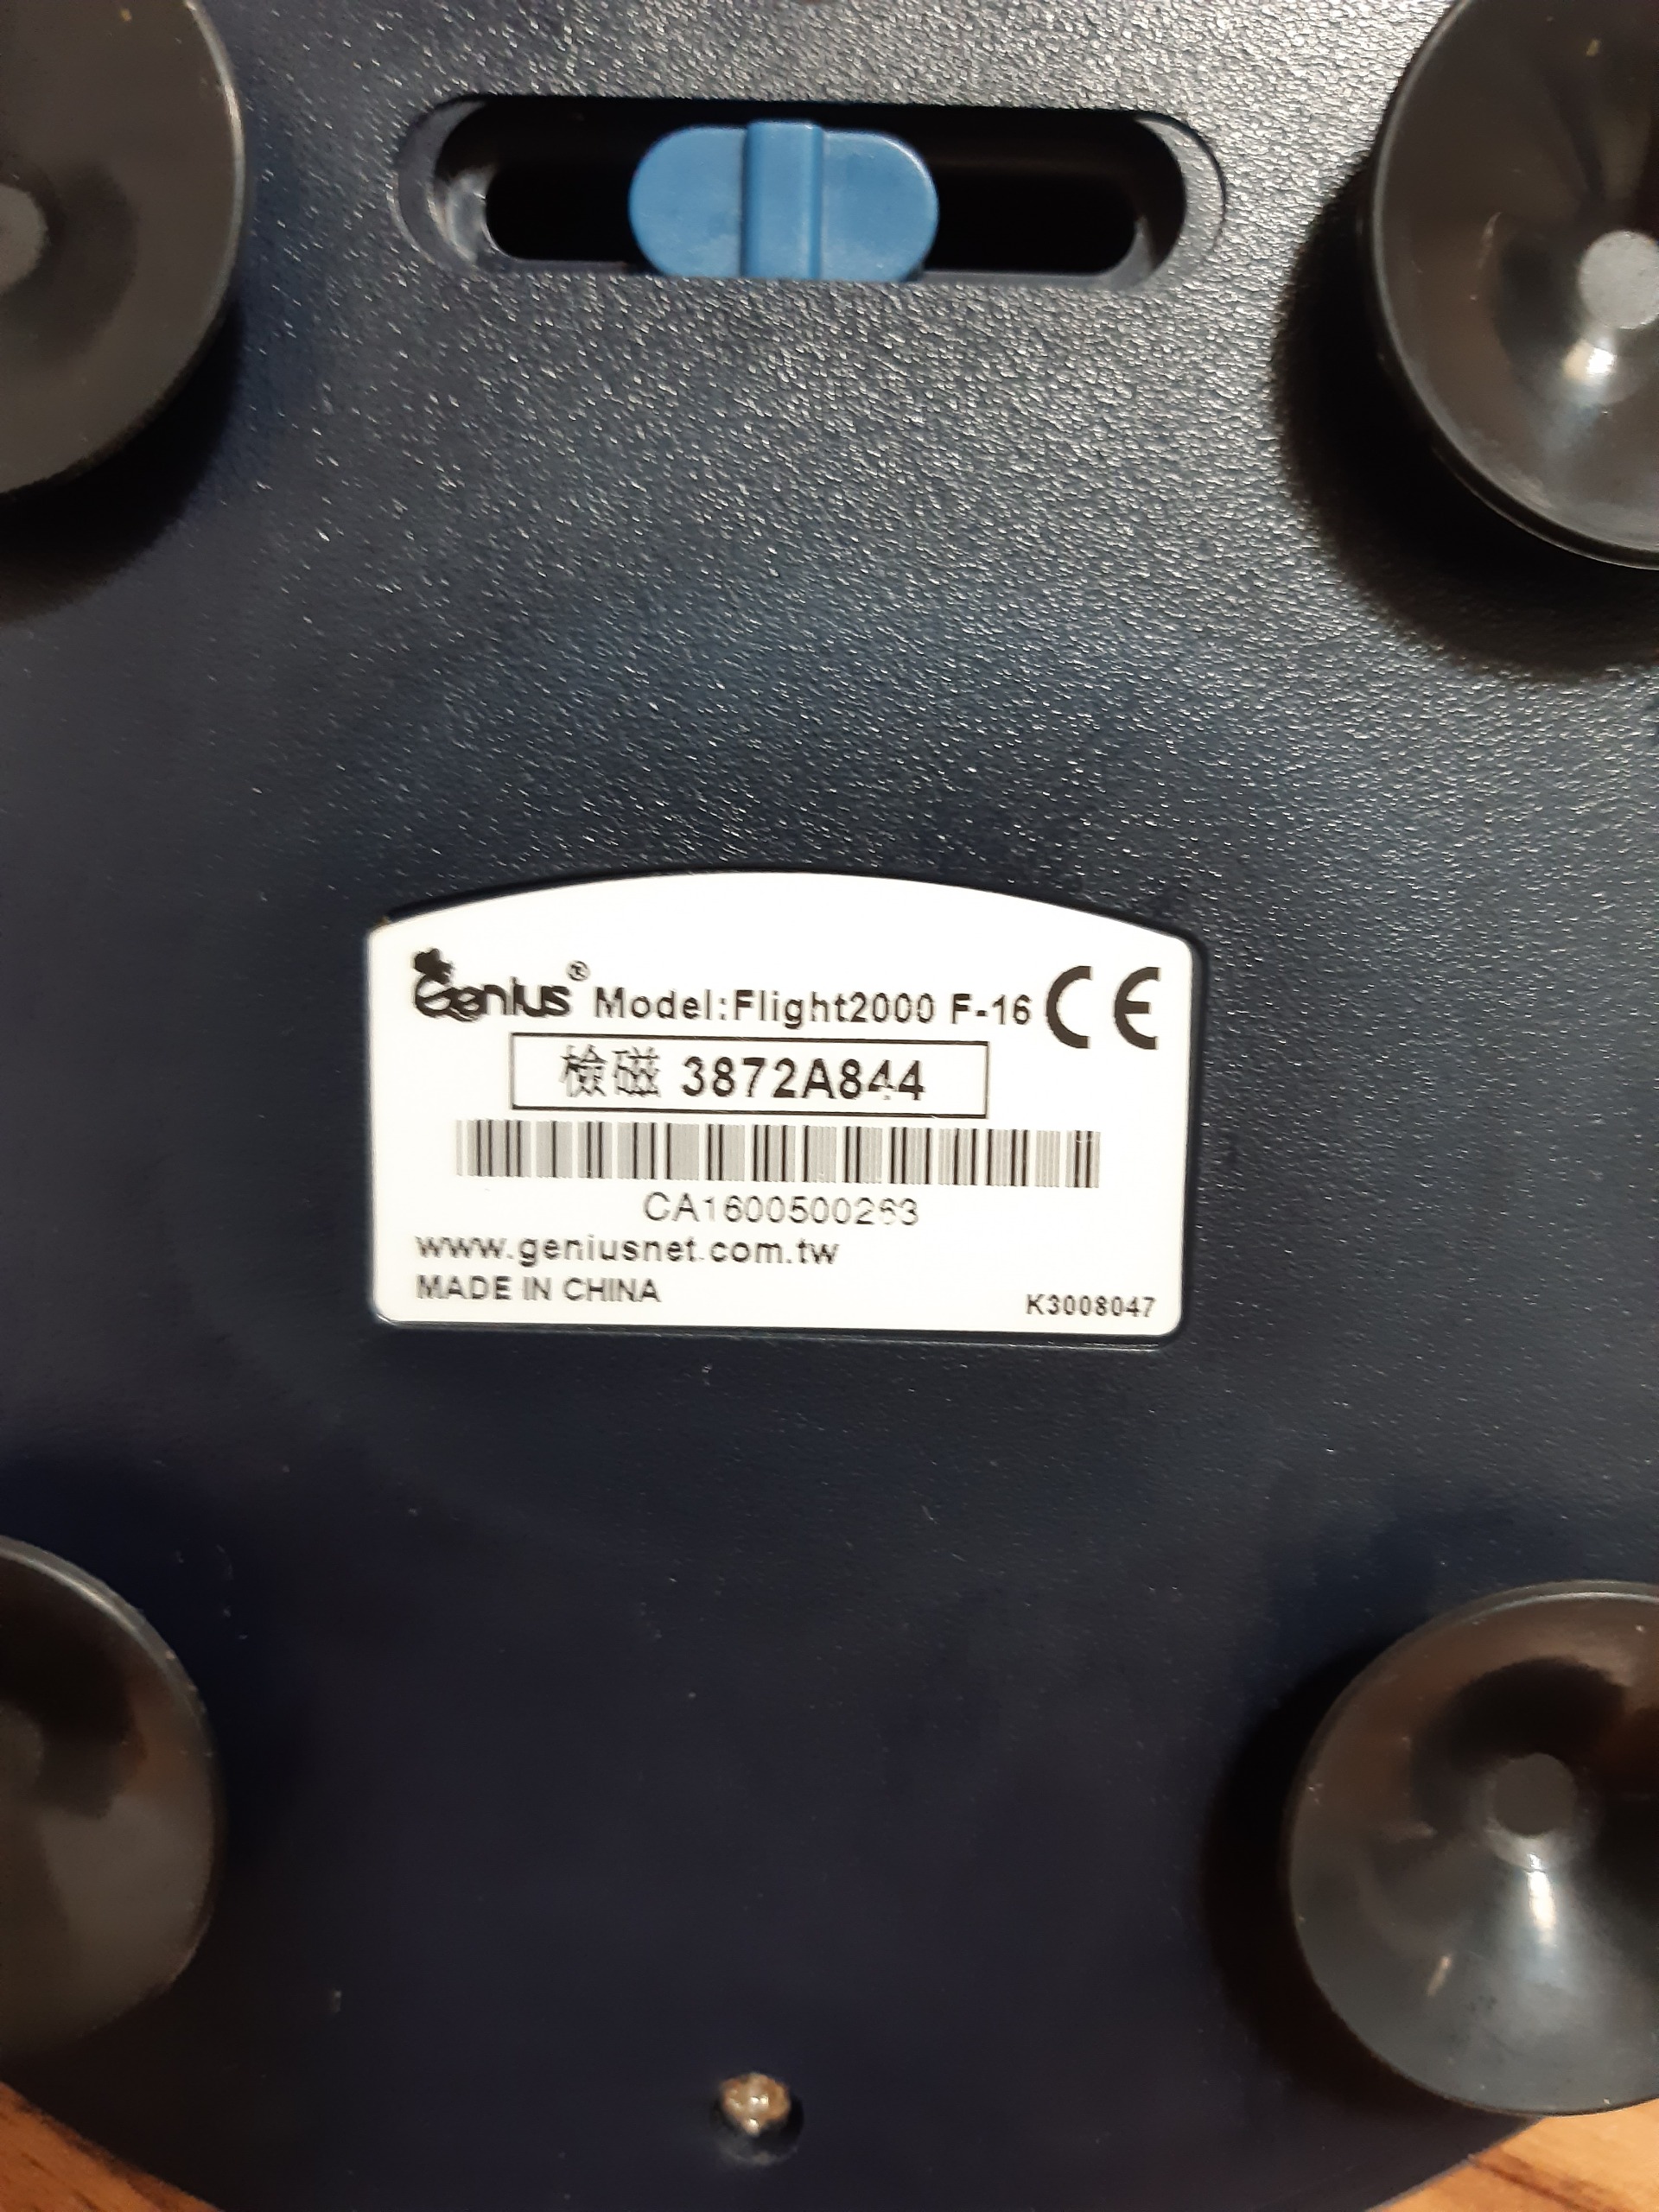 Genius® Model:Flight2000 F-16 CE
檢磁 3872A844
CA1600500263
www.geniusnet.com.tw
MADE IN CHINA
K3008047